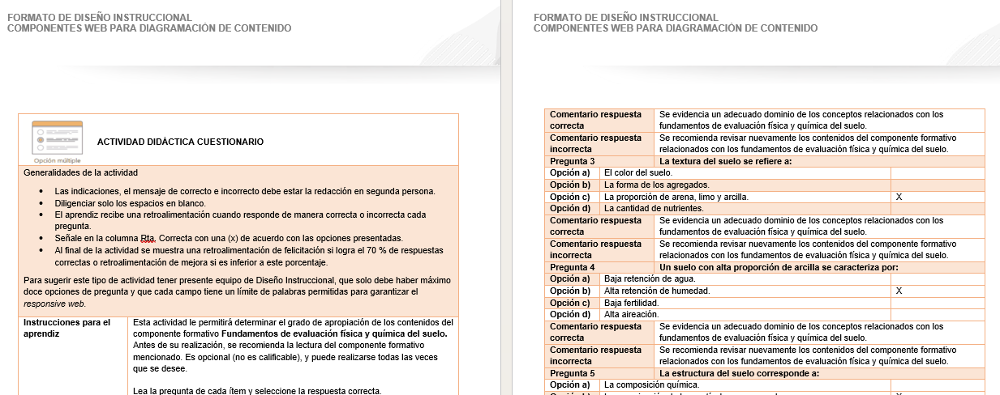 FORMATO DE DISEÑO INSTRUCCIONAL
COMPONENTES WEB PARA DIAGRAMACIÓN DE CONTENIDO
Opción múltiple
ACTIVIDAD DIDÁCTICA CUESTIONARIO
Generalidades de la actividad
• Las indicaciones, el mensaje de correcto e incorrecto debe estar la redacción en segunda persona.
• Diligenciar solo los espacios en blanco.
• El aprendiz recibe una retroalimentación cuando responde de manera correcta o incorrecta cada
pregunta.
• Señale en la columna Rta. Correcta con una (x) de acuerdo con las opciones presentadas.
• Al final de la actividad se muestra una retroalimentación de felicitación si logra el 70 % de respuestas
correctas o retroalimentación de mejora si es inferior a este porcentaje.
Para sugerir este tipo de actividad tener presente equipo de Diseño Instruccional, que solo debe haber máximo
doce opciones de pregunta y que cada campo tiene un límite de palabras permitidas para garantizar el
responsive web.
Instrucciones para el
aprendiz
Esta actividad le permitirá determinar el grado de apropiación de los contenidos del
componente formativo Fundamentos de evaluación física y química del suelo.
Antes de su realización, se recomienda la lectura del componente formativo
mencionado. Es opcional (no es calificable), y puede realizarse todas las veces
que se desee.
Lea la pregunta de cada ítem y seleccione la respuesta correcta.
FORMATO DE DISEÑO INSTRUCCIONAL
COMPONENTES WEB PARA DIAGRAMACIÓN DE CONTENIDO
Comentario respuesta
correcta
Se evidencia un adecuado dominio de los conceptos relacionados con los
fundamentos de evaluación física y química del suelo.
Comentario respuesta
incorrecta
Se recomienda revisar nuevamente los contenidos del componente formativo
relacionados con los fundamentos de evaluación física y química del suelo.
Pregunta 3 La textura del suelo se refiere a:
Opción a) El color del suelo.
Opción b) La forma de los agregados.
Opción c) La proporción de arena, limo y arcilla. X
Opción d) La cantidad de nutrientes.
Comentario respuesta
correcta
Se evidencia un adecuado dominio de los conceptos relacionados con los
fundamentos de evaluación física y química del suelo.
Comentario respuesta
incorrecta
Se recomienda revisar nuevamente los contenidos del componente formativo
relacionados con los fundamentos de evaluación física y química del suelo.
Pregunta 4 Un suelo con alta proporción de arcilla se caracteriza por:
Opción a) Baja retención de agua.
Opción b) Alta retención de humedad. X
Opción c) Baja fertilidad.
Opción d) Alta aireación.
Comentario respuesta
correcta
Se evidencia un adecuado dominio de los conceptos relacionados con los
fundamentos de evaluación física y química del suelo.
Comentario respuesta
incorrecta
Se recomienda revisar nuevamente los contenidos del componente formativo
relacionados con los fundamentos de evaluación física y química del suelo.
Pregunta 5 La estructura del suelo corresponde a:
Opción a) La composición química.